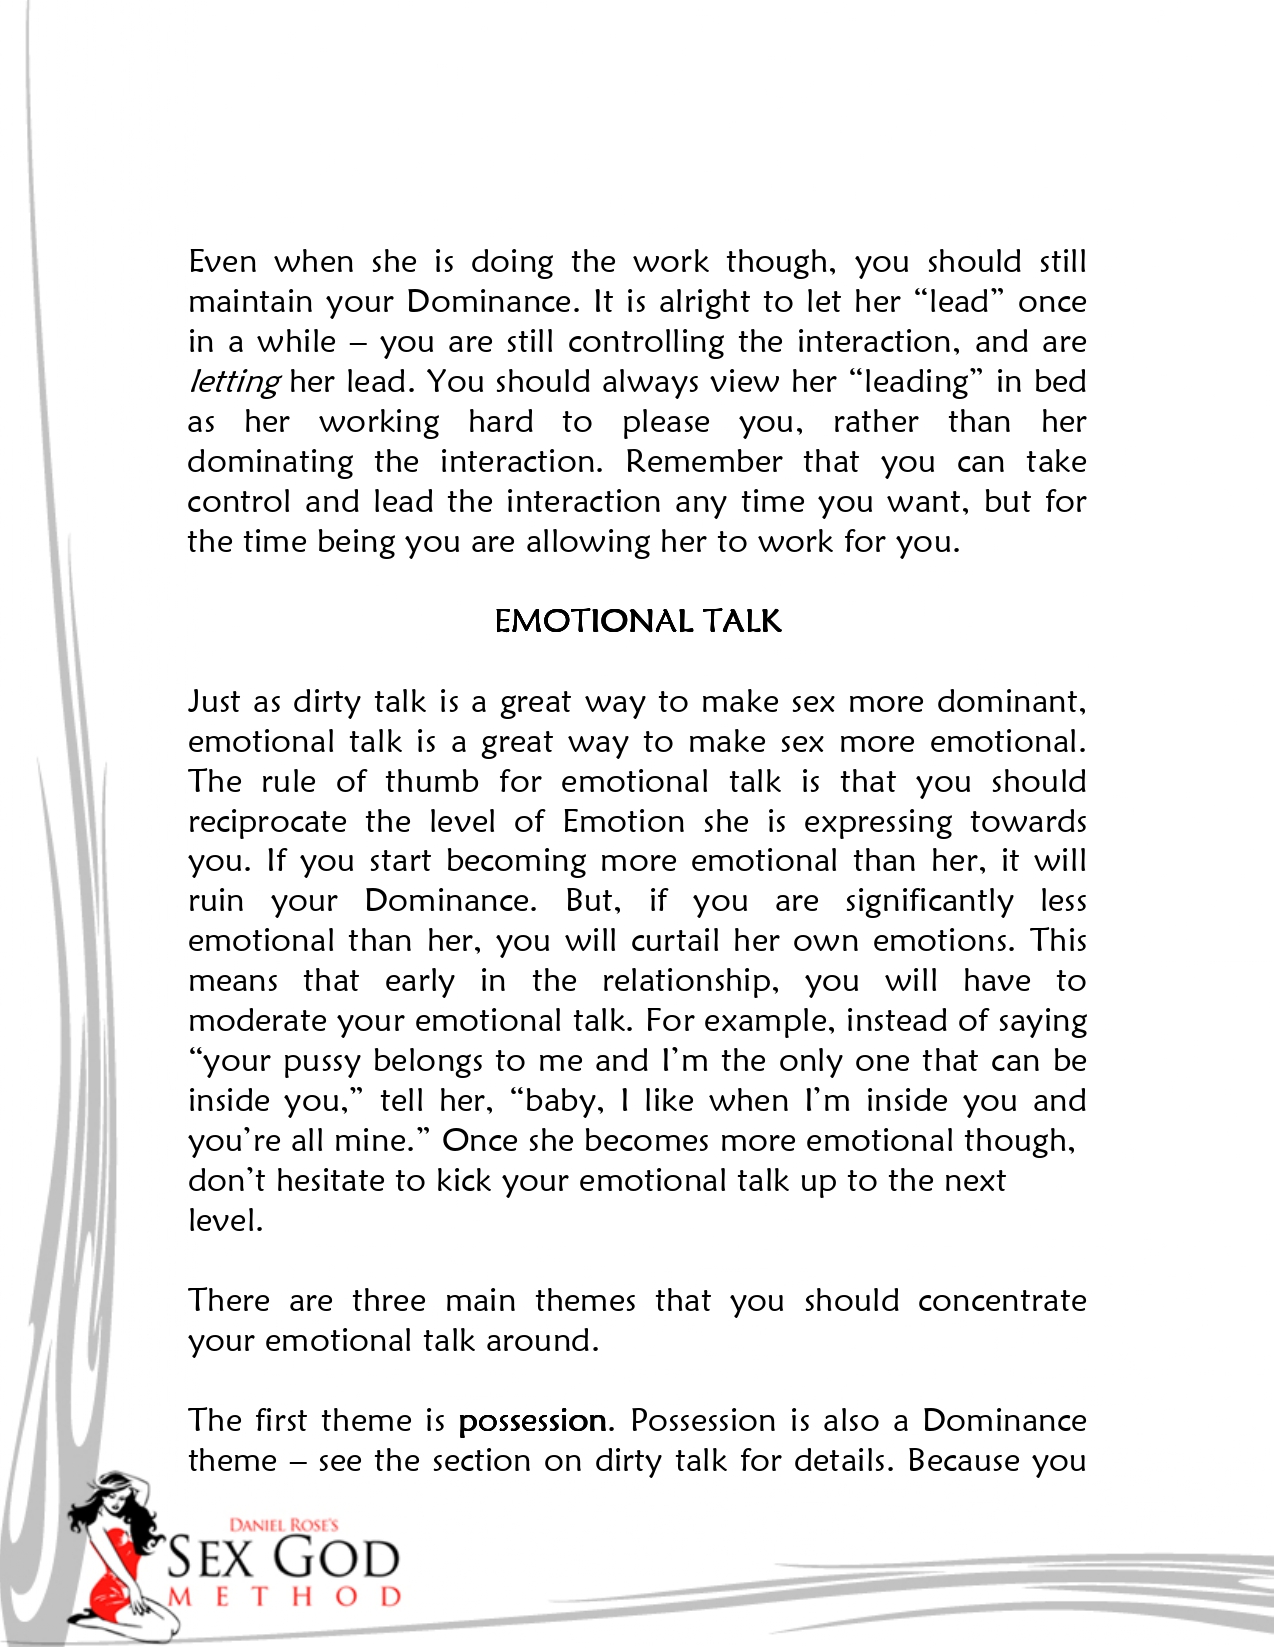 Even when she is doing the work though, you should still
maintain your Dominance. It is alright to let her “lead” once
in a while – you are still controlling the interaction, and are
letting her lead. You should always view her “leading” in bed
as her working hard to please you, rather than her
dominating the interaction. Remember that you can take
control and lead the interaction any time you want, but for
the time being you are allowing her to work for you.
EMOTIONAL TALK
Just as dirty talk is a great way to make sex more dominant,
emotional talk is a great way to make sex more emotional.
The rule of thumb for emotional talk is that you should
reciprocate the level of Emotion she is expressing towards
you. If you start becoming more emotional than her, it will
ruin your Dominance. But, if you are significantly less
emotional than her, you will curtail her own emotions. This
means that early in the relationship, you will have to
moderate your emotional talk. For example, instead of saying
“your pussy belongs to me and I’m the only one that can be
inside you,” tell her, “baby, I like when I’m inside you and
you’re all mine.” Once she becomes more emotional though,
don’t hesitate to kick your emotional talk up to the next
level.
There are three main themes that you should concentrate
your emotional talk around.
The first theme is possession. Possession is also a Dominance
theme – see the section on dirty talk for details. Because you
DANIEL ROSE’S
SEX GOD
METHOD